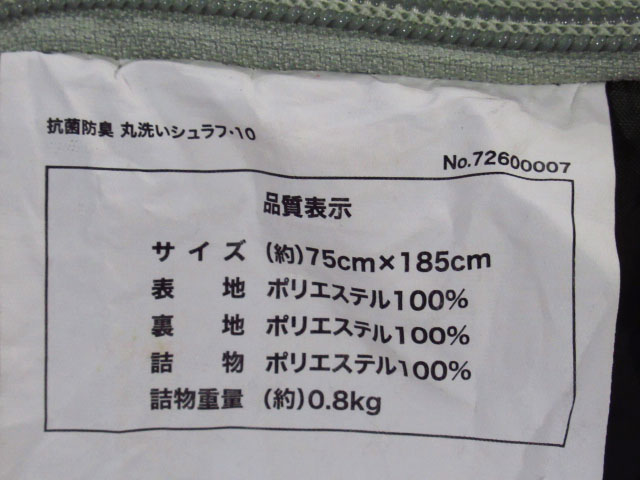 抗菌防臭 丸洗いシュラフ・10
No.72600007
品質表示
サイズ (約)75cm×185cm
表地 ポリエステル100%
裏地 ポリエステル100%
詰物 ポリエステル100%
詰物重量 (約)0.8kg